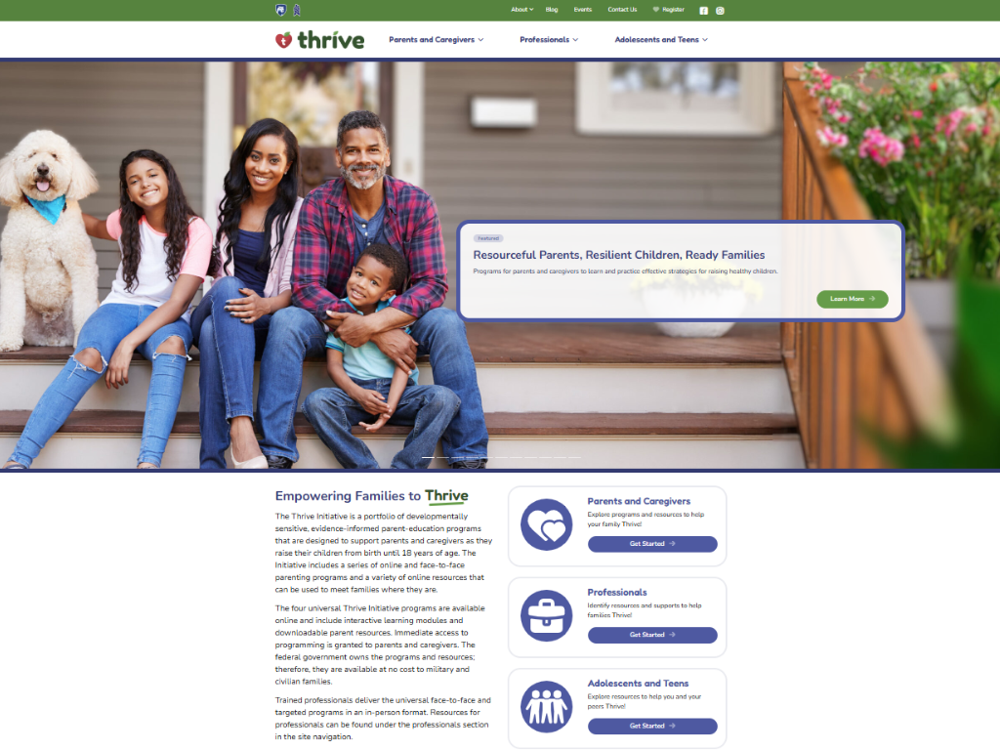 About
Blog
Events
Contact Us
Register
thrive
Parents and Caregivers
Professionals
Adolescents and Teens
Featured
Resourceful Parents, Resilient Children, Ready Families
Programs for parents and caregivers to learn and practice effective strategies for raising healthy children.
Learn More
Empowering Families to Thrive
The Thrive Initiative is a portfolio of developmentally
sensitive, evidence-informed parent-education programs
that are designed to support parents and caregivers as they
raise their children from birth until 18 years of age. The
Initiative includes a series of online and face-to-face
parenting programs and a variety of online resources that
can be used to meet families where they are.
The four universal Thrive Initiative programs are available
online and include interactive learning modules and
downloadable parent resources. Immediate access to
programming is granted to parents and caregivers. The
federal government owns the programs and resources;
therefore, they are available at no cost to military and
civilian families.
Trained professionals deliver the universal face-to-face and
targeted programs in an in-person format. Resources for
professionals can be found under the professionals section
in the site navigation.
Parents and Caregivers
Explore programs and resources to help
your family Thrive!
Get Started
Professionals
Identify resources and supports to help
families Thrive!
Get Started
Adolescents and Teens
Explore resources to help you and your
peers Thrive!
Get Started